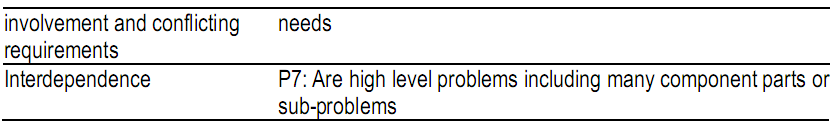 involvement and conflicting needs
requirements
Interdependence P7: Are high level problems including many component parts or
sub-problems